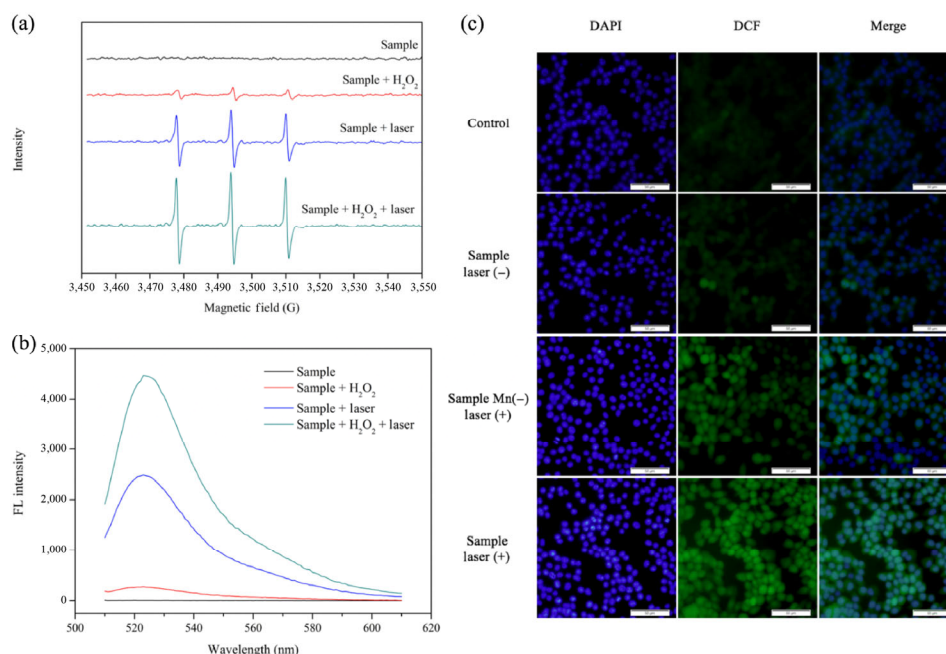 (a)
Sample
Sample + H₂O₂
Sample + laser
Sample + H₂O₂ + laser
Intensity
3,450 3,460 3,470 3,480 3,490 3,500 3,510 3,520 3,530 3,540 3,550
Magnetic field (G)
(b)
5,000
4,000
3,000
2,000
1,000
0
FL intensity
Sample
Sample + H₂O₂
Sample + laser
Sample + H₂O₂ + laser
500 520 540 560 580 600 620
Wavelength (nm)
(c)
DAPI DCF Merge
Control
Sample
laser (–)
Sample Mn(–)
laser (+)
Sample
laser (+)